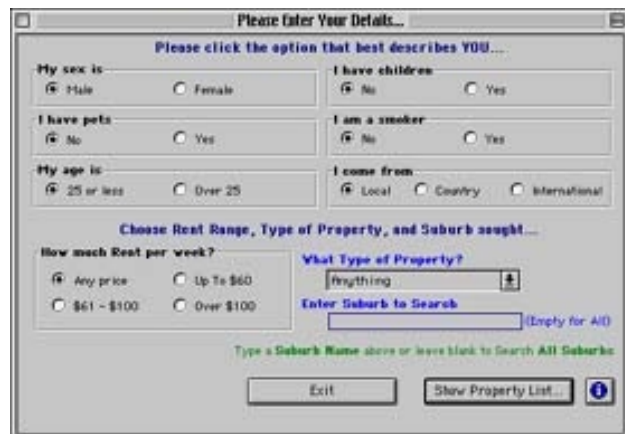 Please Enter Your Details...
Please click the option that best describes YOU...
My sex is
Male Female
I have children
No Yes
I have pets
No Yes
I am a smoker
No Yes
My age is
25 or less Over 25
I come from
Local Country International
Choose Rent Range, Type of Property, and Suburb sought...
How much Rent per week?
Any price Up To $60
$61 - $100 Over $100
What Type of Property?
Anything
Enter Suburb to Search
(Empty for All)
Type a Suburb Name above or leave blank to Search All Suburbs
Exit
Show Property List...